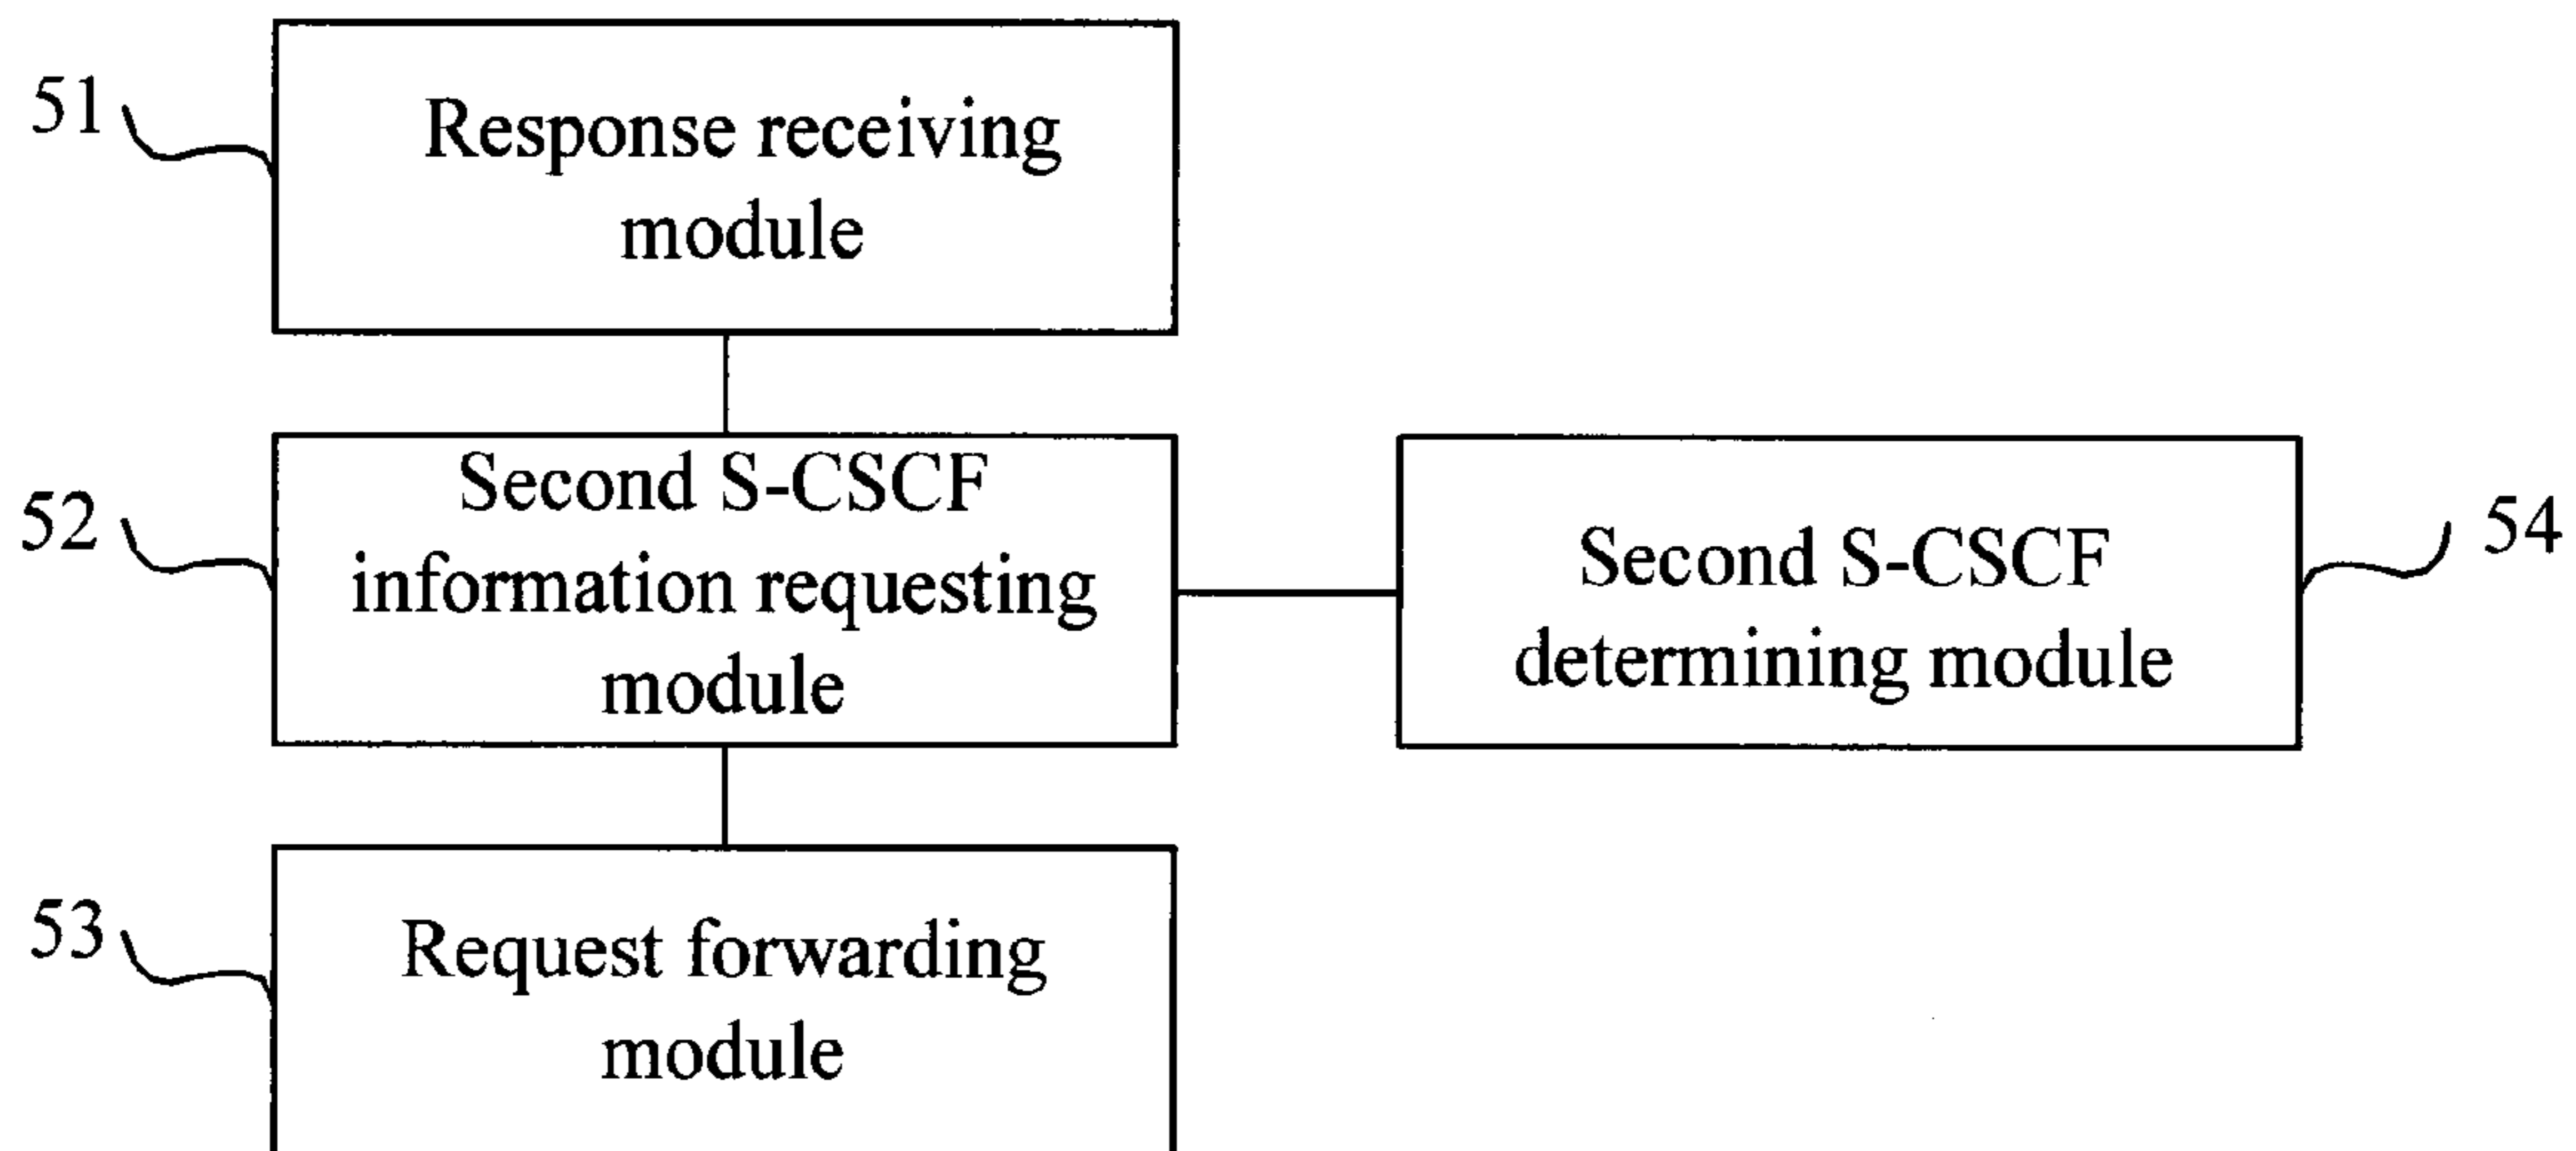 51
Response receiving
module
52
Second S-CSCF
information requesting
module
Second S-CSCF
determining module
54
53
Request forwarding
module